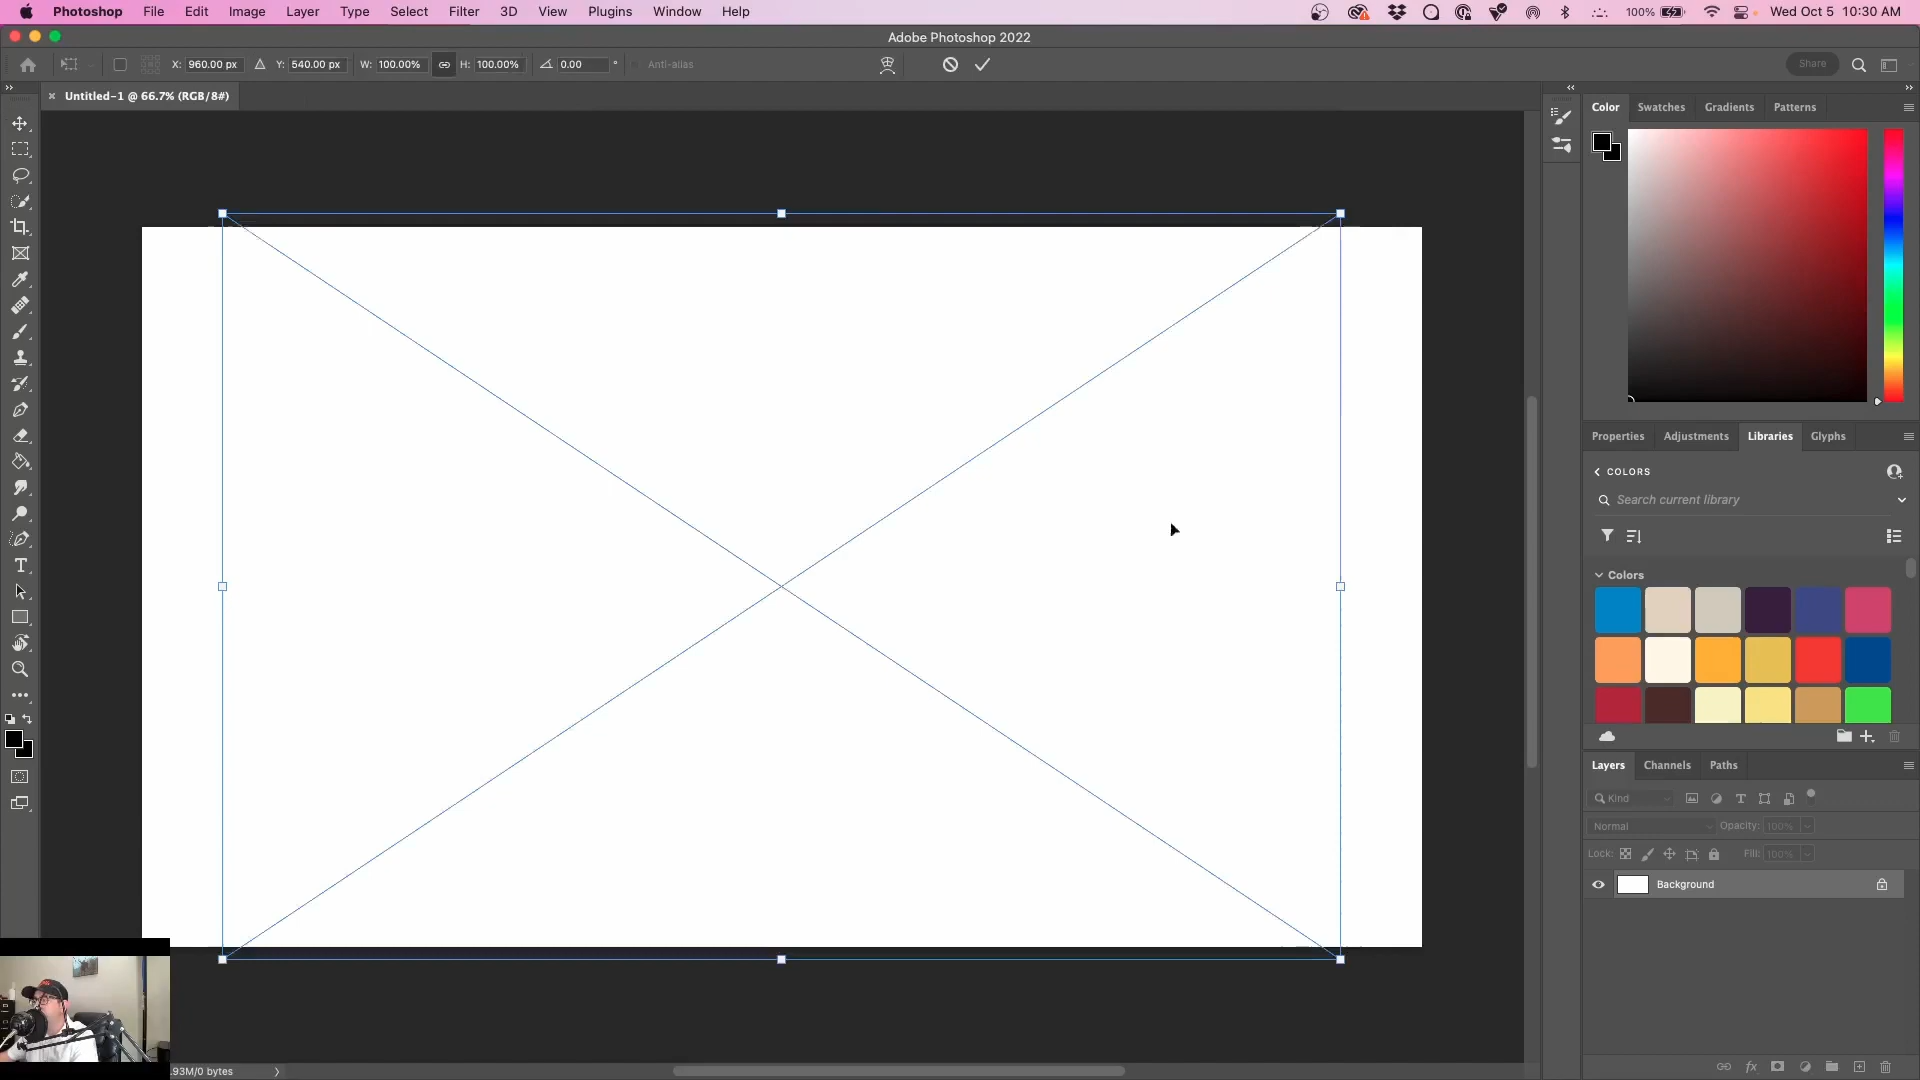 Photoshop File Edit Image Layer Type Select Filter 3D View Plugins Window Help 100% Wed Oct 5 10:30 AM
Adobe Photoshop 2022
X: 960.00 px Y: 540.00 px W: 100.00% H: 100.00% 0.00 ° Anti-alias Share
Untitled-1 @ 66.7% (RGB/8#)
Color Swatches Gradients Patterns
Properties Adjustments Libraries Glyphs
COLORS
Search current library
Colors
Layers Channels Paths
Kind
Normal Opacity: 100%
Lock: Fill: 100%
Background
.93M/0 bytes